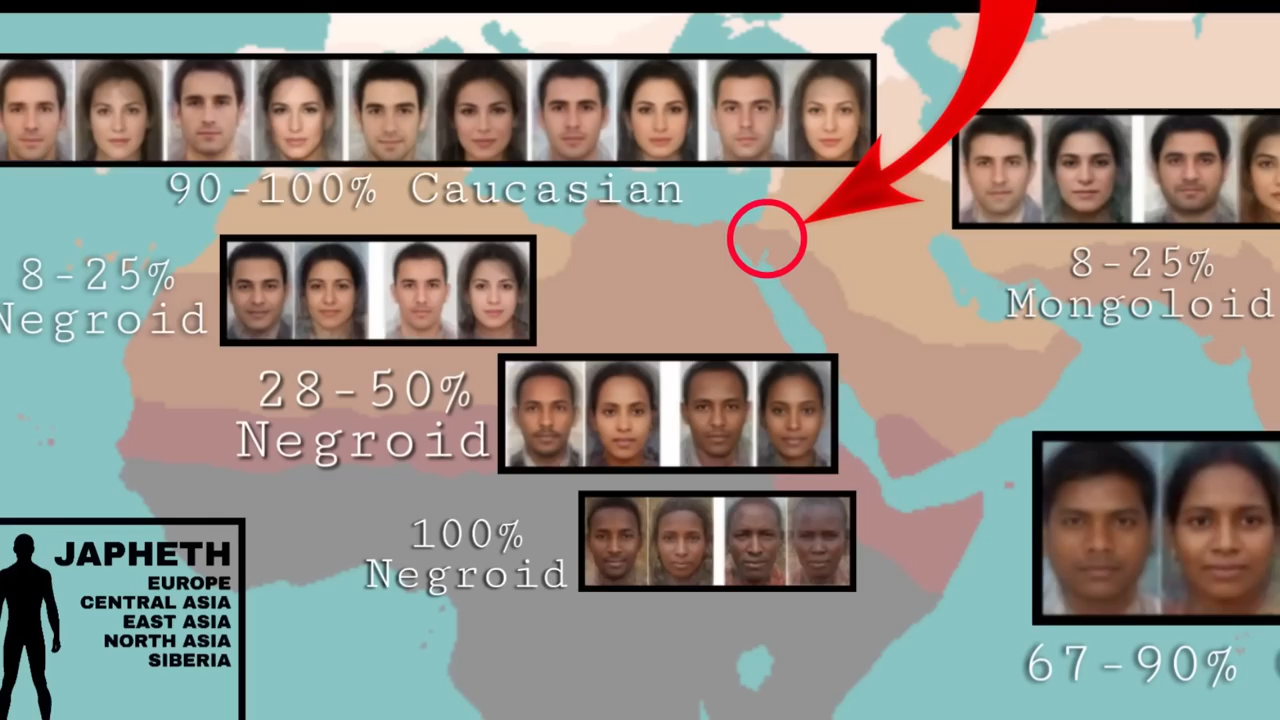 90-100% Caucasian
8-25%
Negroid
8-25%
Mongoloid
28-50%
Negroid
100%
Negroid
JAPHETH
EUROPE
CENTRAL ASIA
EAST ASIA
NORTH ASIA
SIBERIA
67-90%